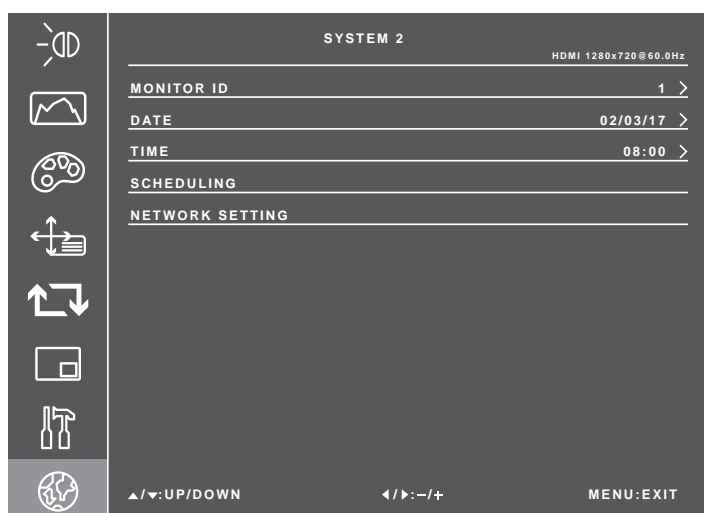 SYSTEM 2
HDMI 1280x720@60.0Hz
MONITOR ID 1 >
DATE 02/03/17 >
TIME 08:00 >
SCHEDULING
NETWORK SETTING
▲/▼:UP/DOWN ◀/▶:−/+ MENU:EXIT